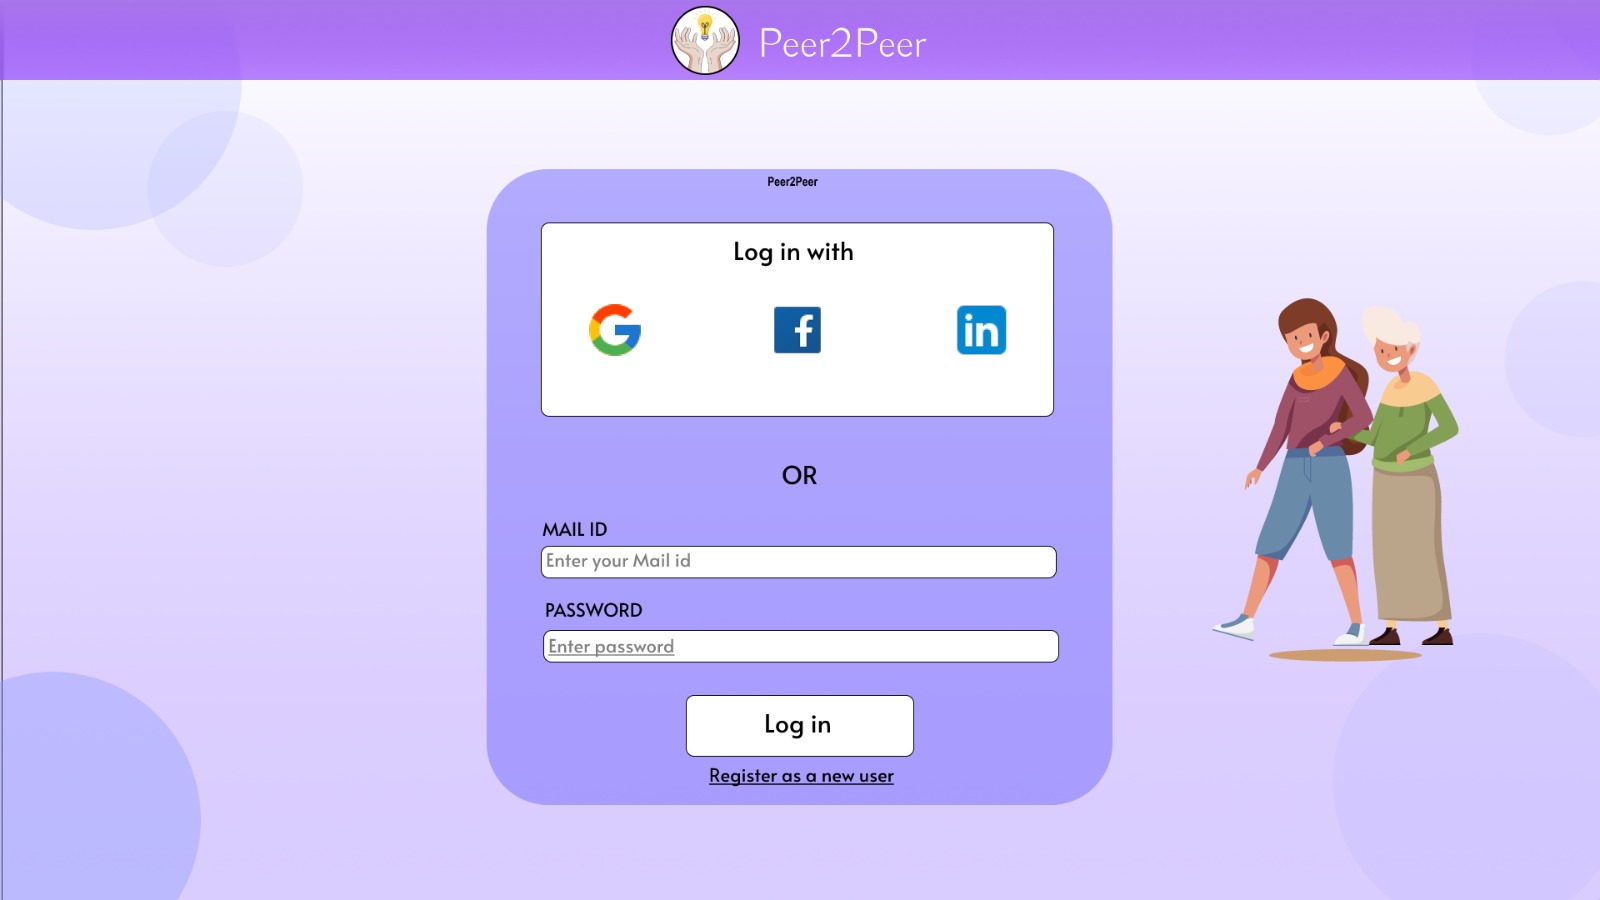 Peer2Peer
Peer2Peer
Log in with
OR
MAIL ID
Enter your Mail id
PASSWORD
Enter password
Log in
Register as a new user